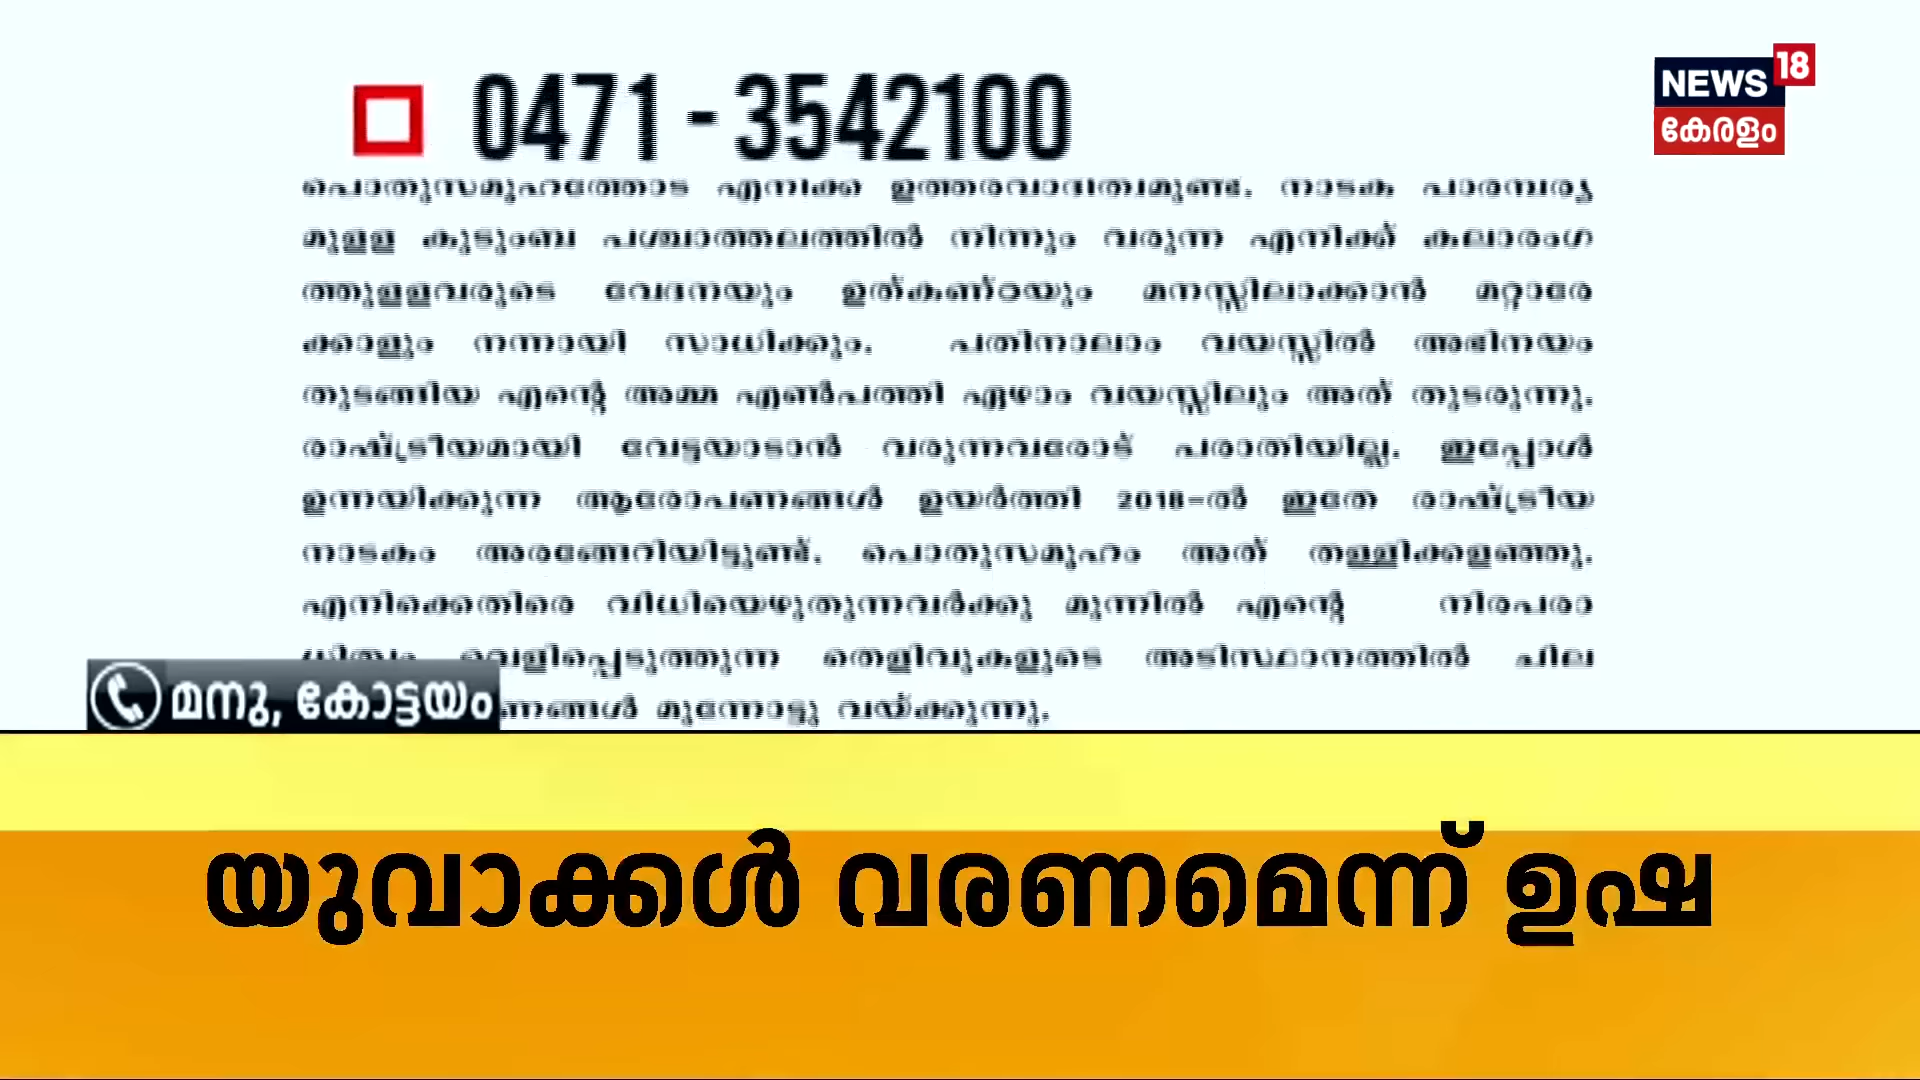 0471 - 3542100
NEWS 18
കേരളം
പൊതുസമൂഹത്തോട് എനിക്ക് ഉത്തരവാദിത്വമുണ്ട്. നാടക പാരമ്പര്യ
മുള്ള കുടുംബ പശ്ചാത്തലത്തിൽ നിന്നും വരുന്ന എനിക്ക് കലാരംഗ
ത്തുള്ളവരുടെ വേദനയും ഉത്കണ്ഠയും മനസ്സിലാക്കാൻ മറ്റാരേ
ക്കാളും നന്നായി സാധിക്കും. പതിനാലാം വയസ്സിൽ അഭിനയം
തുടങ്ങിയ എന്റെ അമ്മ എൺപത്തി ഏഴാം വയസ്സിലും അത് തുടരുന്നു.
രാഷ്ട്രീയമായി വേട്ടയാടാൻ വരുന്നവരോട് പരാതിയില്ല. ഇപ്പോൾ
ഉന്നയിക്കുന്ന ആരോപണങ്ങൾ ഉയർത്തി 2018-ൽ ഇതേ രാഷ്ട്രീയ
നാടകം അരങ്ങേറിയിട്ടുണ്ട്. പൊതുസമൂഹം അത് തള്ളിക്കളഞ്ഞു.
എനിക്കെതിരെ വിധിയെഴുതുന്നവർക്കു മുന്നിൽ എന്റെ നിരപരാ
ധിത്വം വെളിപ്പെടുത്തുന്ന തെളിവുകളുടെ അടിസ്ഥാനത്തിൽ ചില
ണങ്ങൾ മുന്നോട്ടു വയ്ക്കുന്നു.
മനു, കോട്ടയം
യുവാക്കൾ വരണമെന്ന് ഉഷ